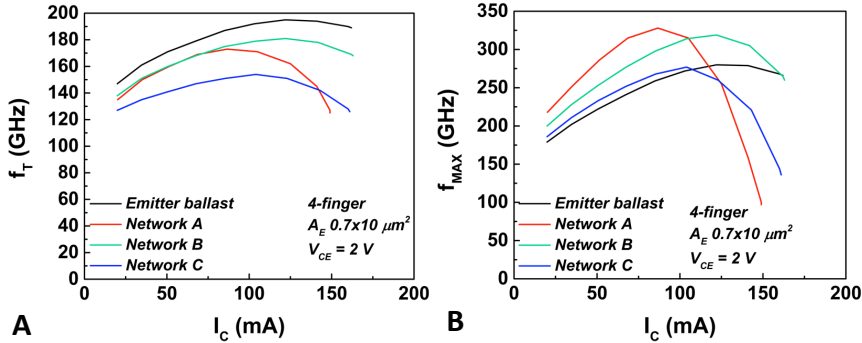 200
180
160
140
120
100
80
60
40
20
0
f_T (GHz)
Emitter ballast
Network A
Network B
Network C
4-finger
A_E 0.7x10 μm²
V_CE = 2 V
0 50 100 150 200
I_C (mA)
A
350
300
250
200
150
100
50
0
f_MAX (GHz)
Emitter ballast
Network A
Network B
Network C
4-finger
A_E 0.7x10 μm²
V_CE = 2 V
0 50 100 150 200
I_C (mA)
B